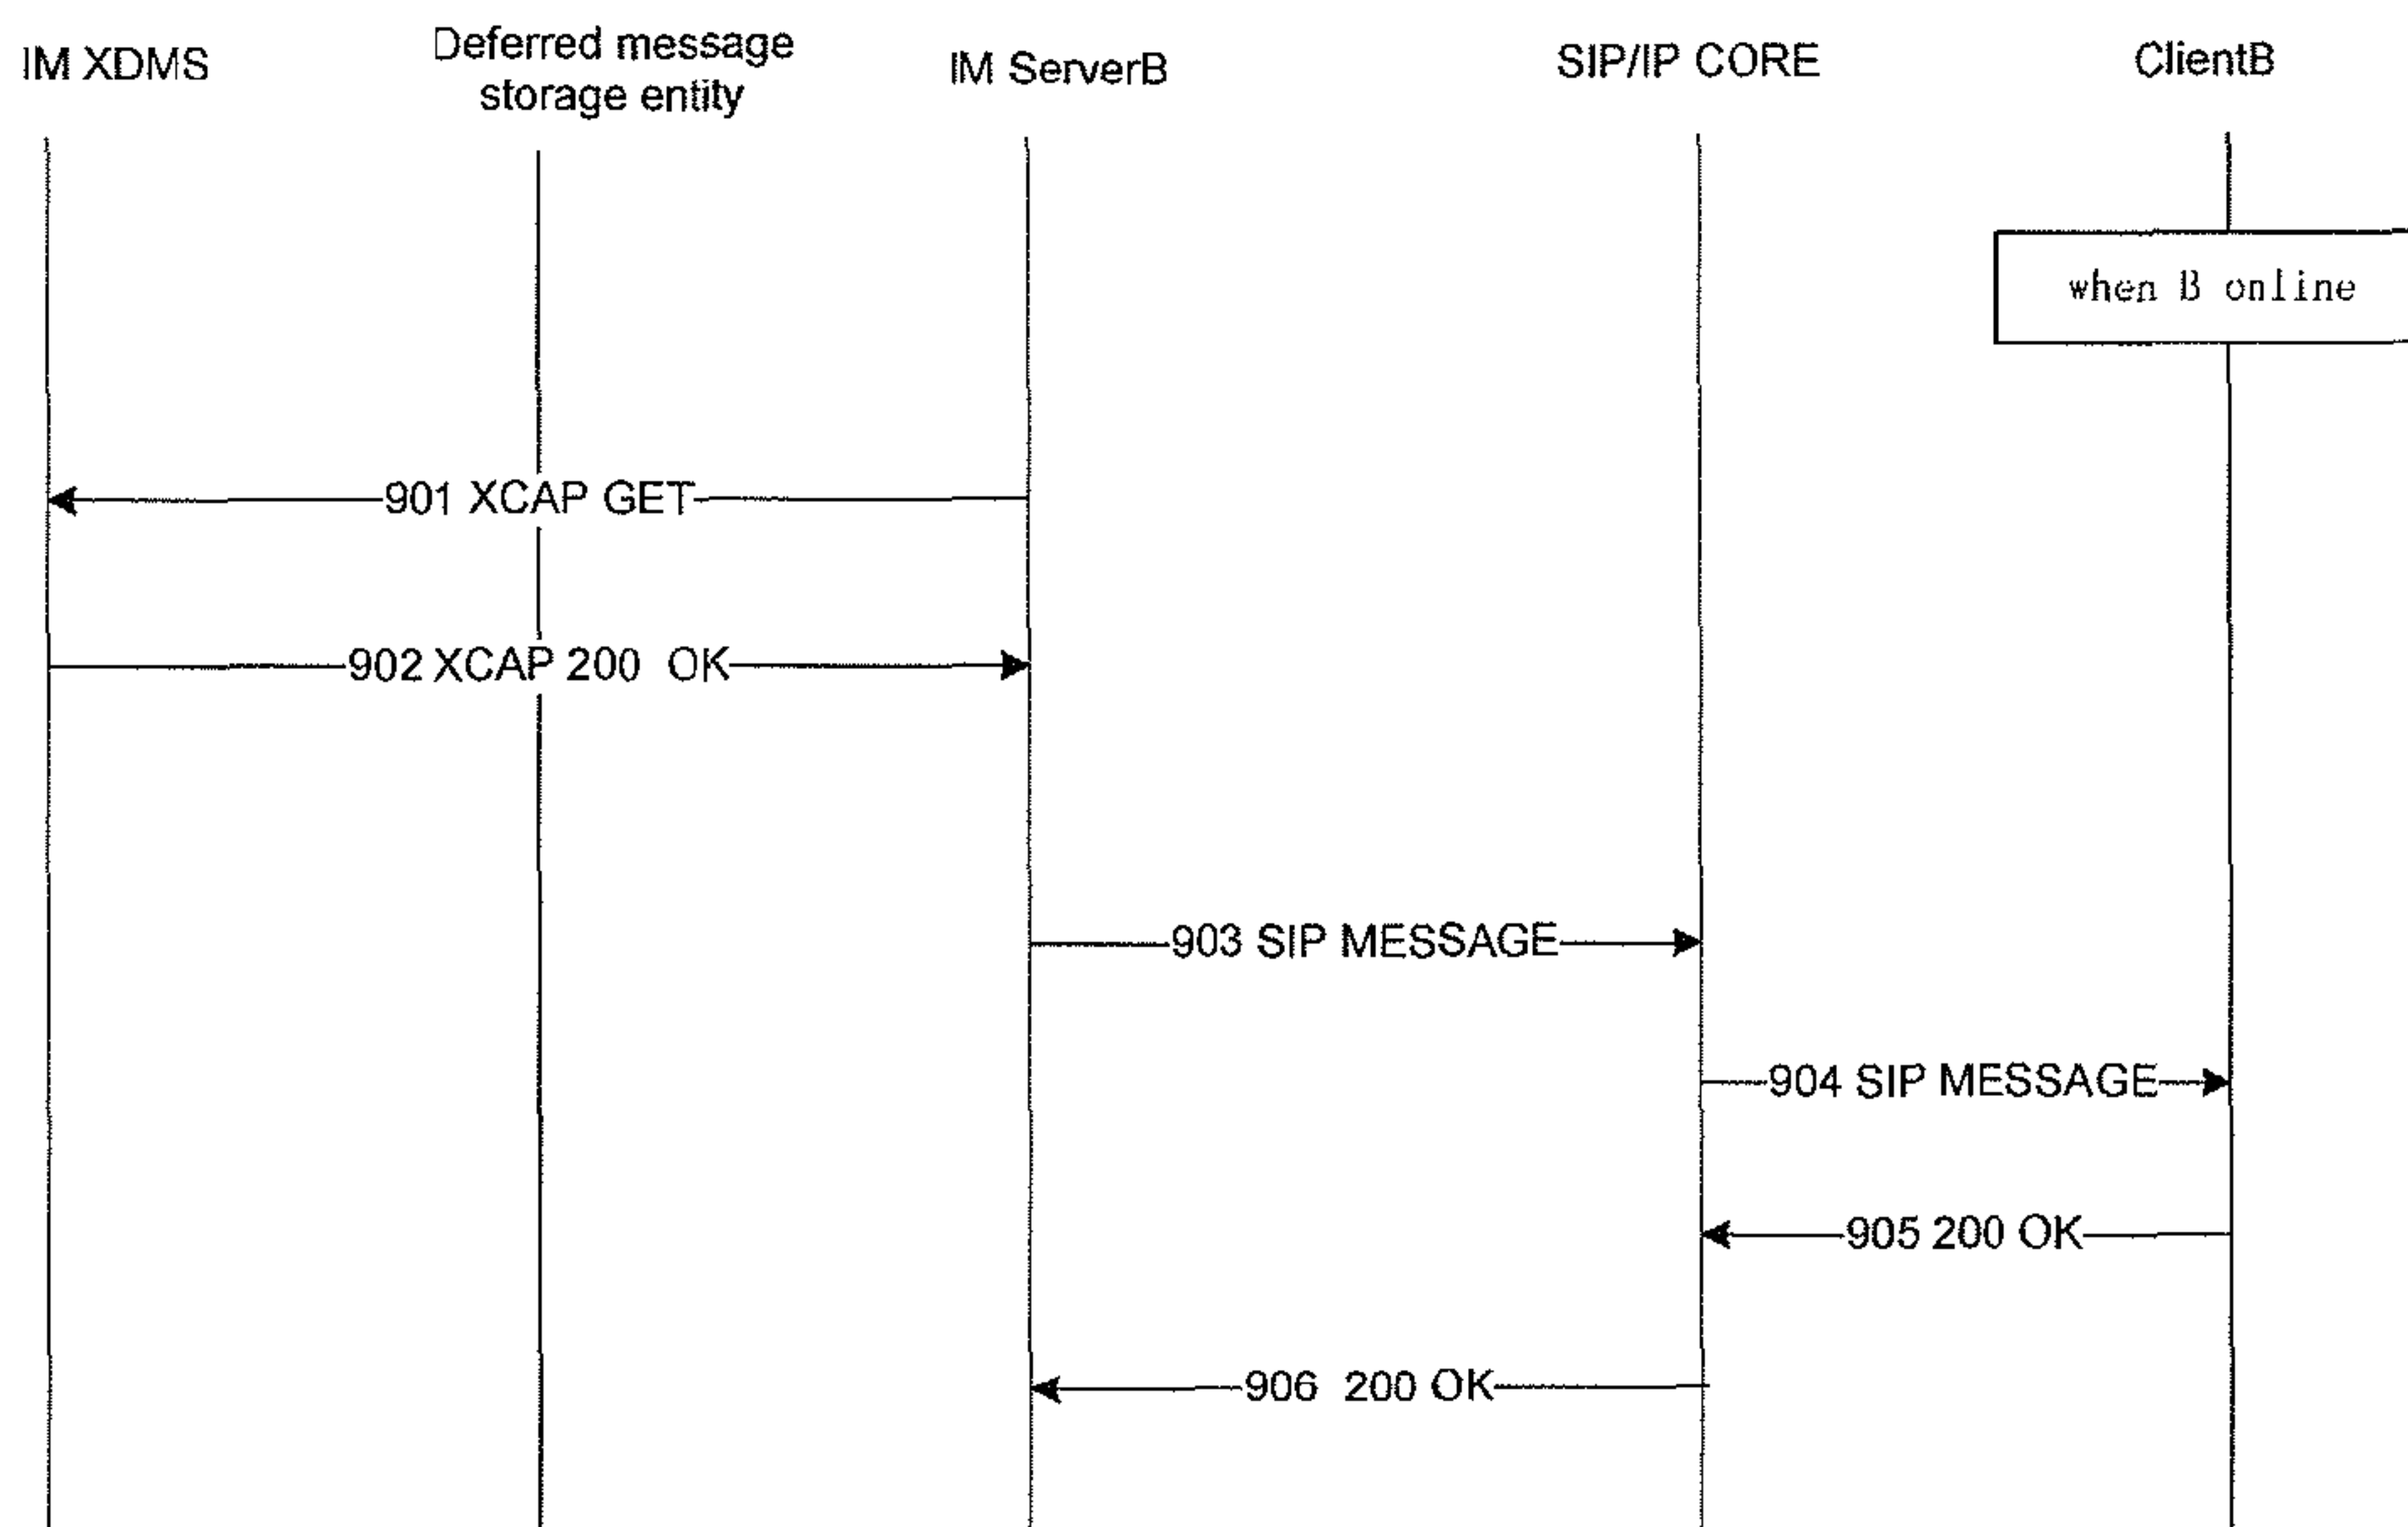 IM XDMS
Deferred message
storage entity
IM ServerB
SIP/IP CORE
ClientB
when B online
901 XCAP GET
902 XCAP 200 OK
903 SIP MESSAGE
904 SIP MESSAGE
905 200 OK
906 200 OK